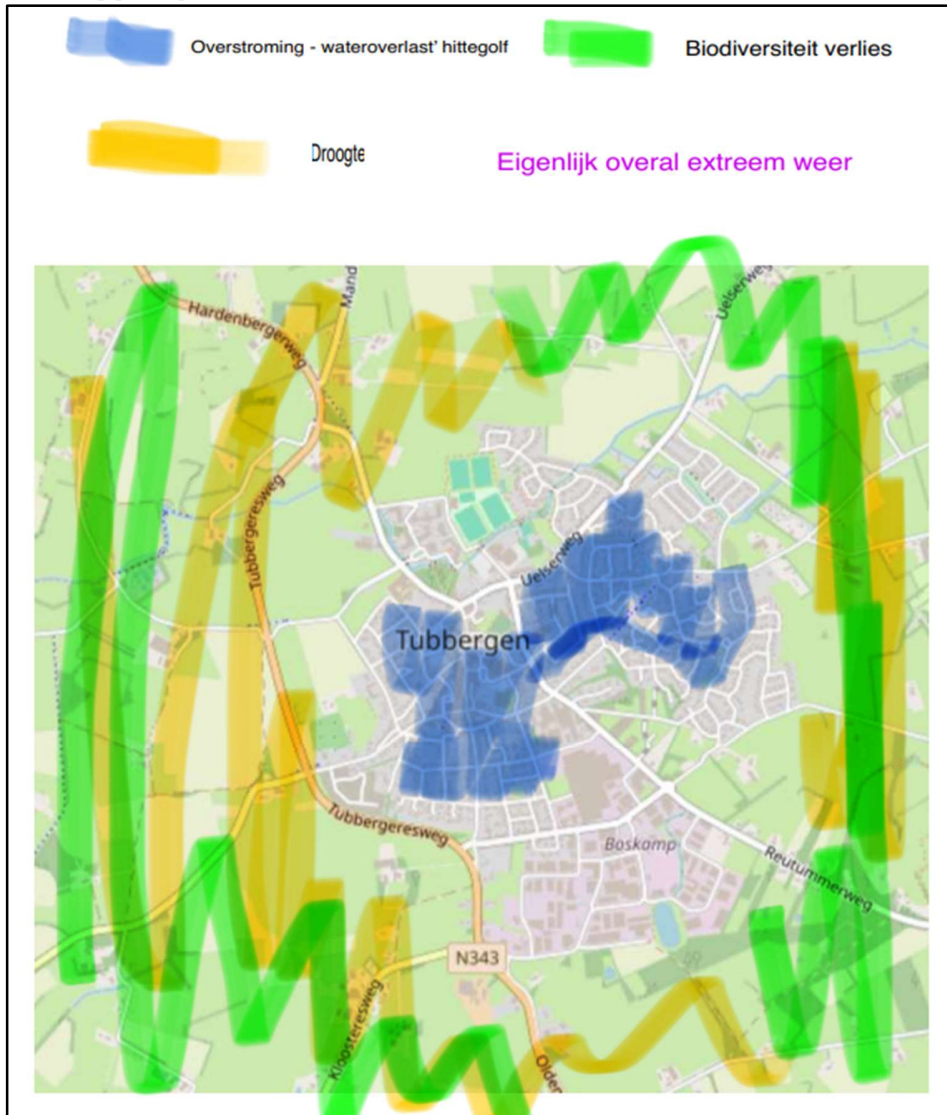 Overstroming - wateroverlast' hittegolf
Biodiversiteit verlies
Droogte
Eigenlijk overal extreem weer
Hardenbergerweg
Mand
Uelserweg
Tubbergeresweg
Uelserweg
Tubbergen
Tubbergeresweg
Boskamp
Reutummerweg
N343
Kloosteresweg
Olden